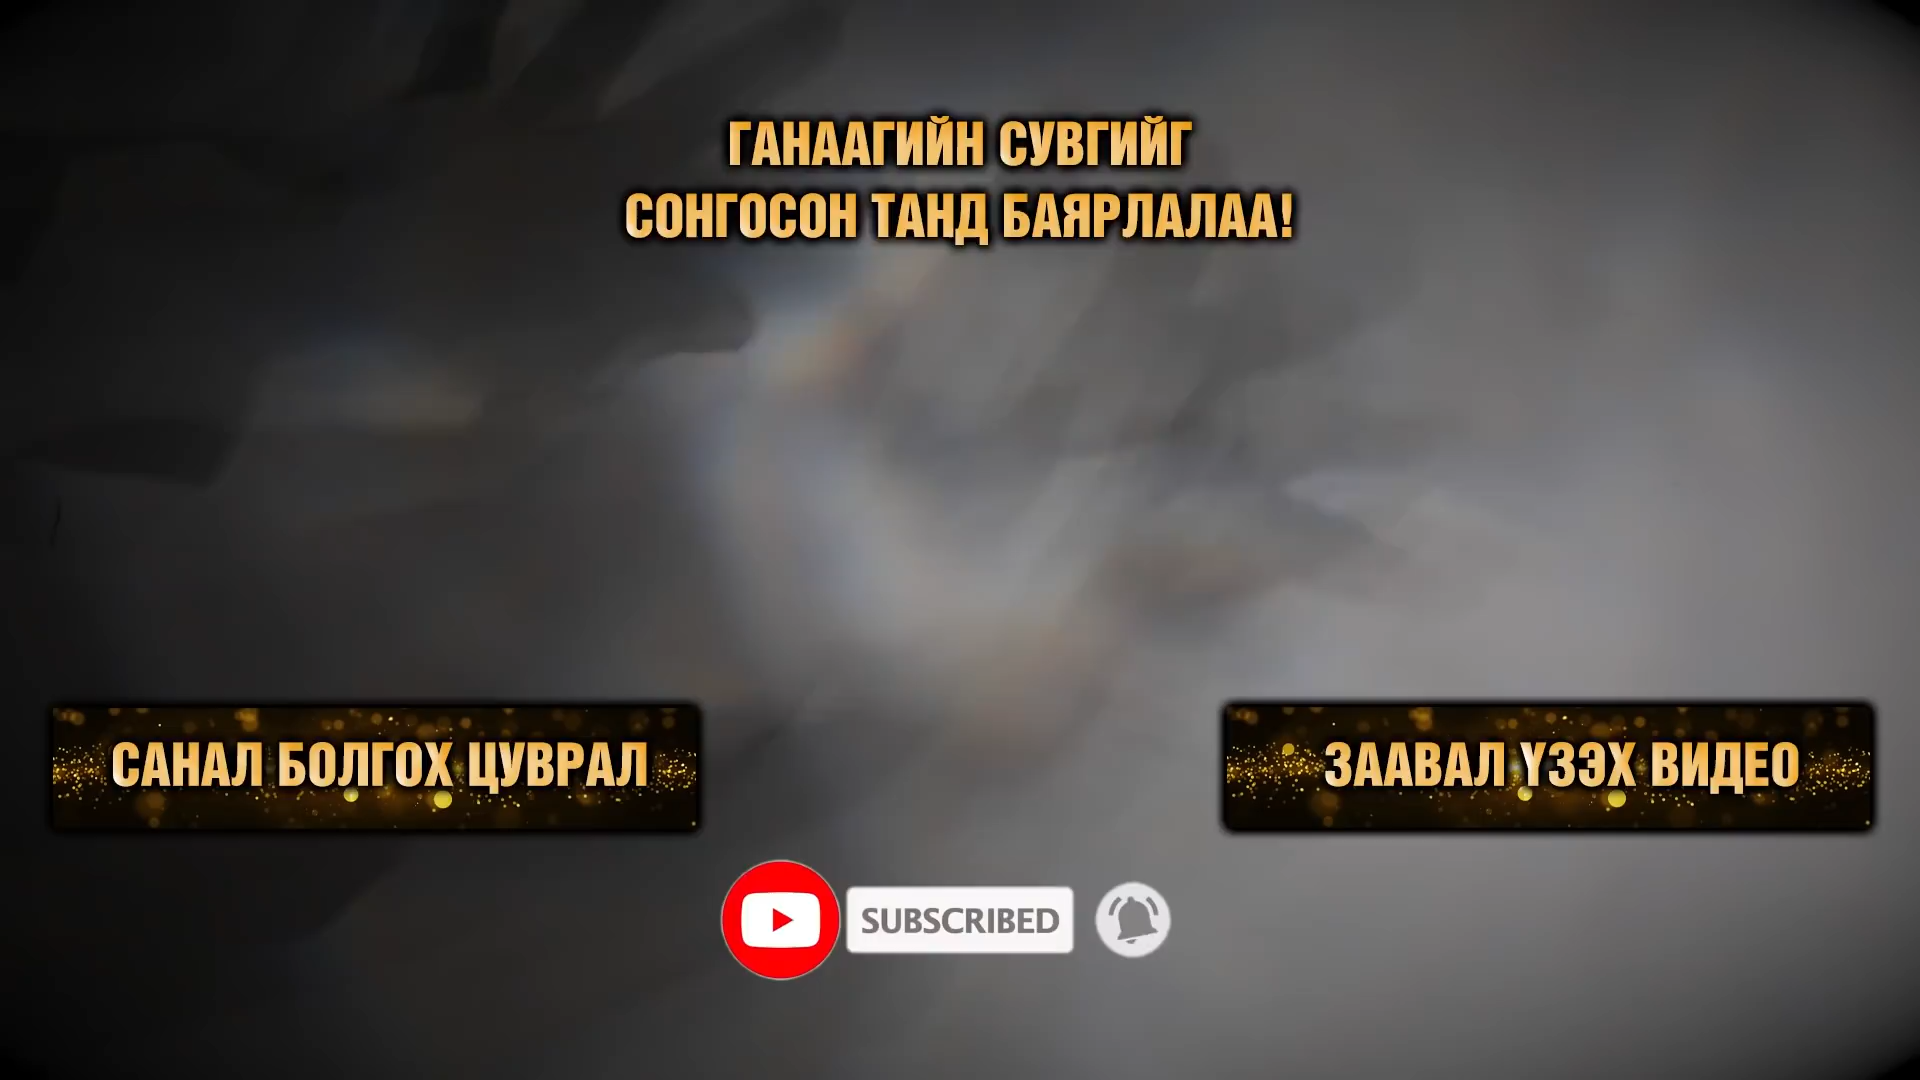 ГАНААГИЙН СУВГИЙГ
СОНГОСОН ТАНД БАЯРЛАЛАА!
САНАЛ БОЛГОХ ЦУВРАЛ
ЗААВАЛ ҮЗЭХ ВИДЕО
SUBSCRIBED